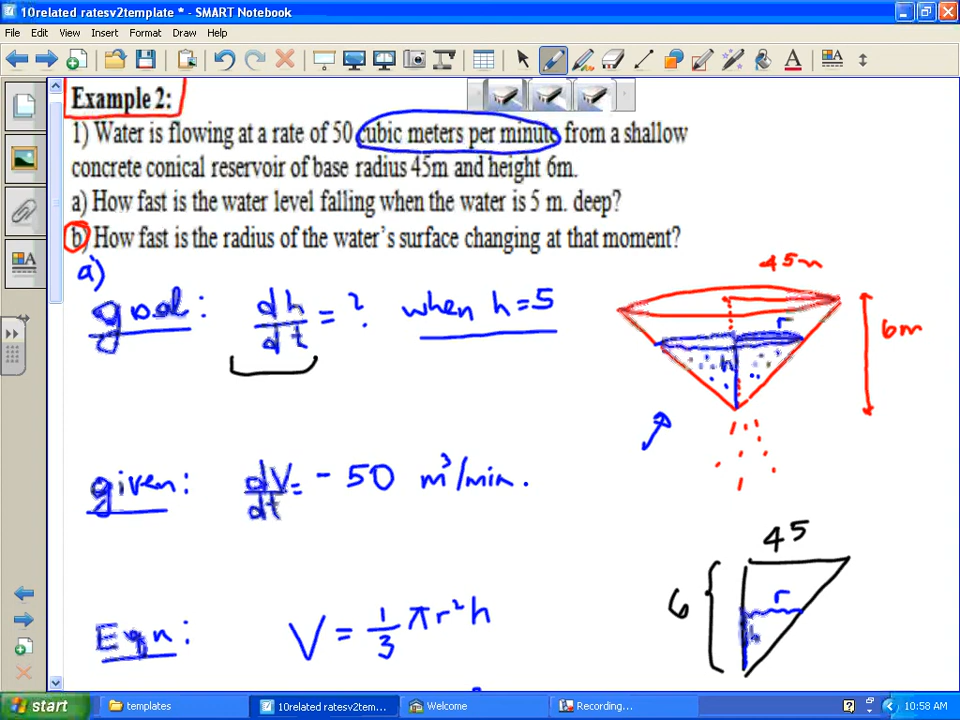 10related ratesv2template * - SMART Notebook
File Edit View Insert Format Draw Help
Example 2:
1) Water is flowing at a rate of 50 cubic meters per minute from a shallow
concrete conical reservoir of base radius 45m and height 6m.
a) How fast is the water level falling when the water is 5 m. deep?
b) How fast is the radius of the water's surface changing at that moment?
a)
goal: dh/dt = ? when h=5
45m
r
6m
h
given: dV/dt = - 50 m³/min.
45
6
r
h
Eqn: V = 1/3 πr²h
start templates 10related ratesv2tem... Welcome Recording... 10:58 AM